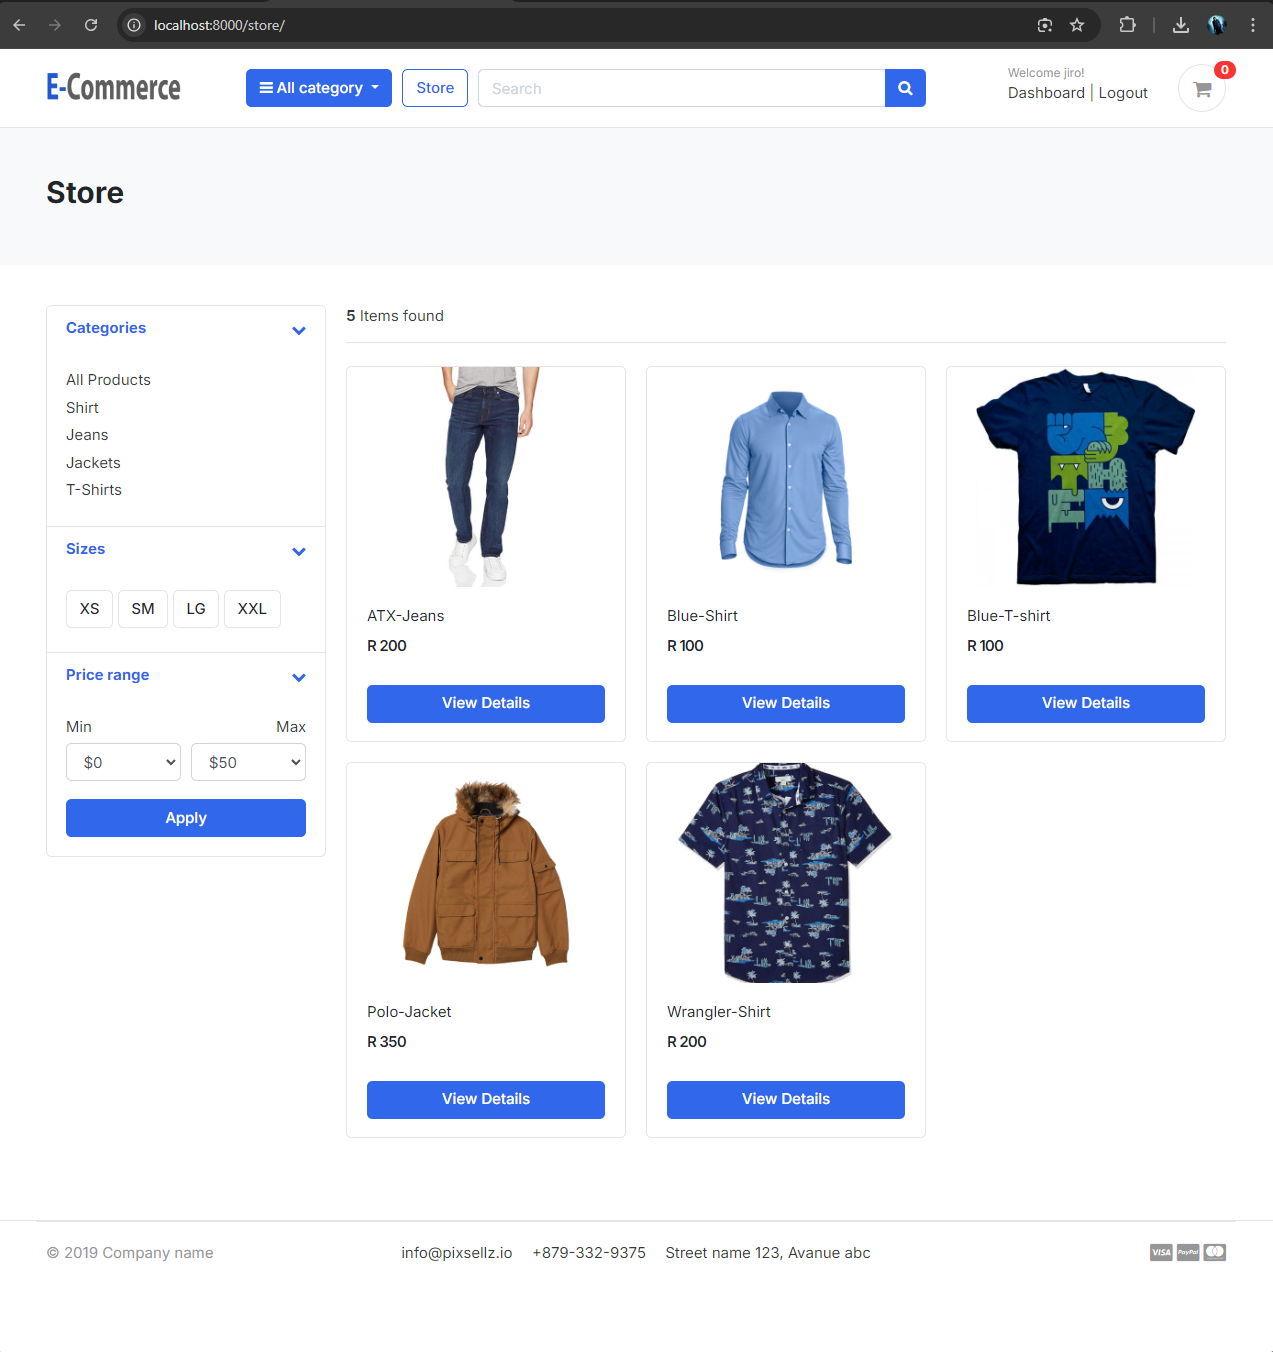 localhost:8000/store/
E-Commerce
All category
Store
Search
Welcome jiro!
Dashboard | Logout
0
Store
Categories
All Products
Shirt
Jeans
Jackets
T-Shirts
Sizes
XS SM LG XXL
Price range
Min Max
$0 $50
Apply
5 Items found
ATX-Jeans
R 200
View Details
Blue-Shirt
R 100
View Details
Blue-T-shirt
R 100
View Details
Polo-Jacket
R 350
View Details
Wrangler-Shirt
R 200
View Details
© 2019 Company name
info@pixsellz.io +879-332-9375 Street name 123, Avanue abc
VISA PayPal